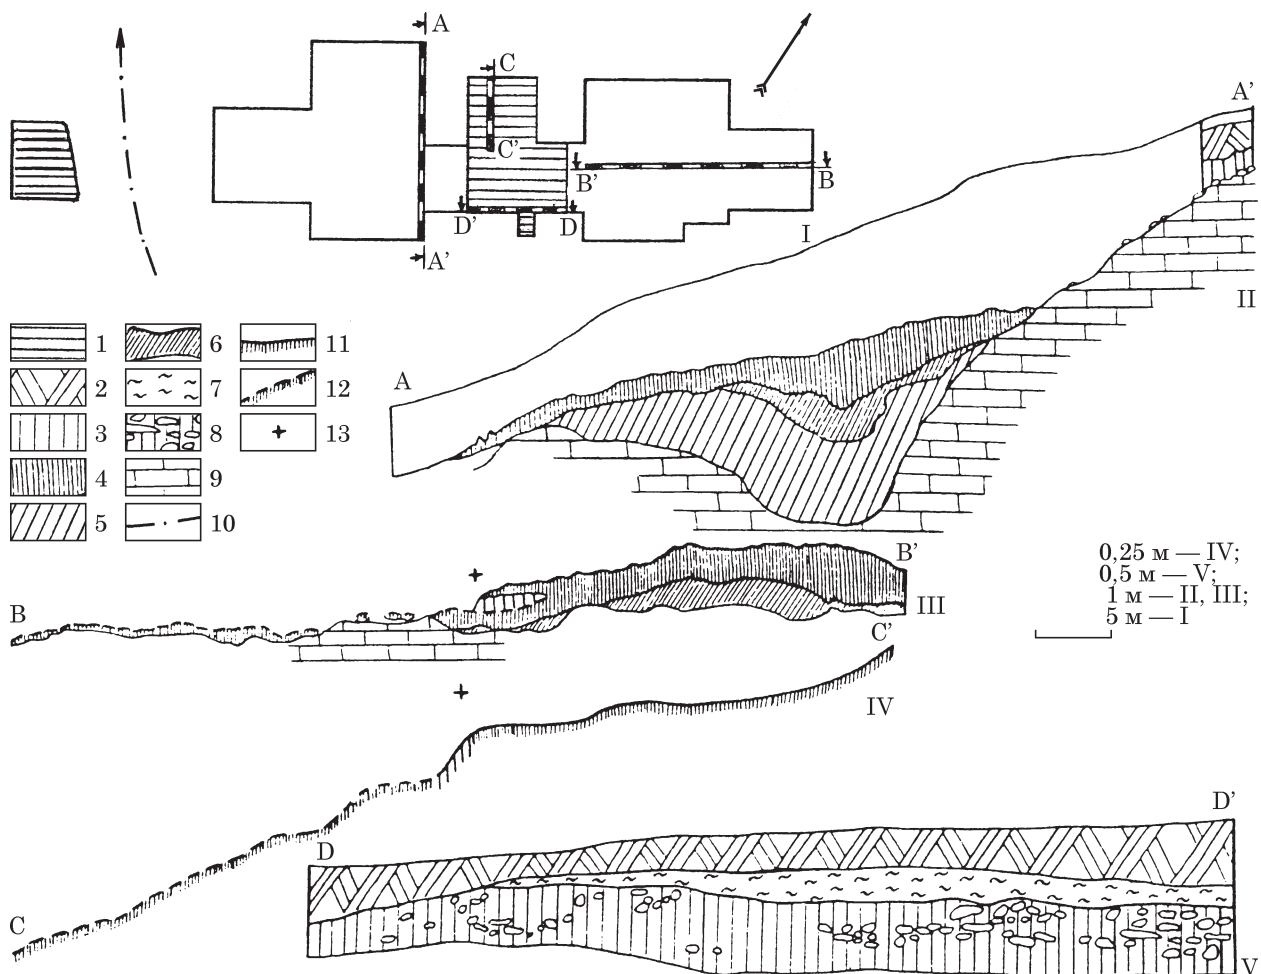 A
C
A'
C'
B'
B
D'
D
I
A'
II
1
6
11
2
7
12
3
8
13
4
9
5
10
A
B'
0,25 м — IV;
0,5 м — V;
1 м — II, III;
5 м — I
B
III
C'
IV
D'
D
C
V